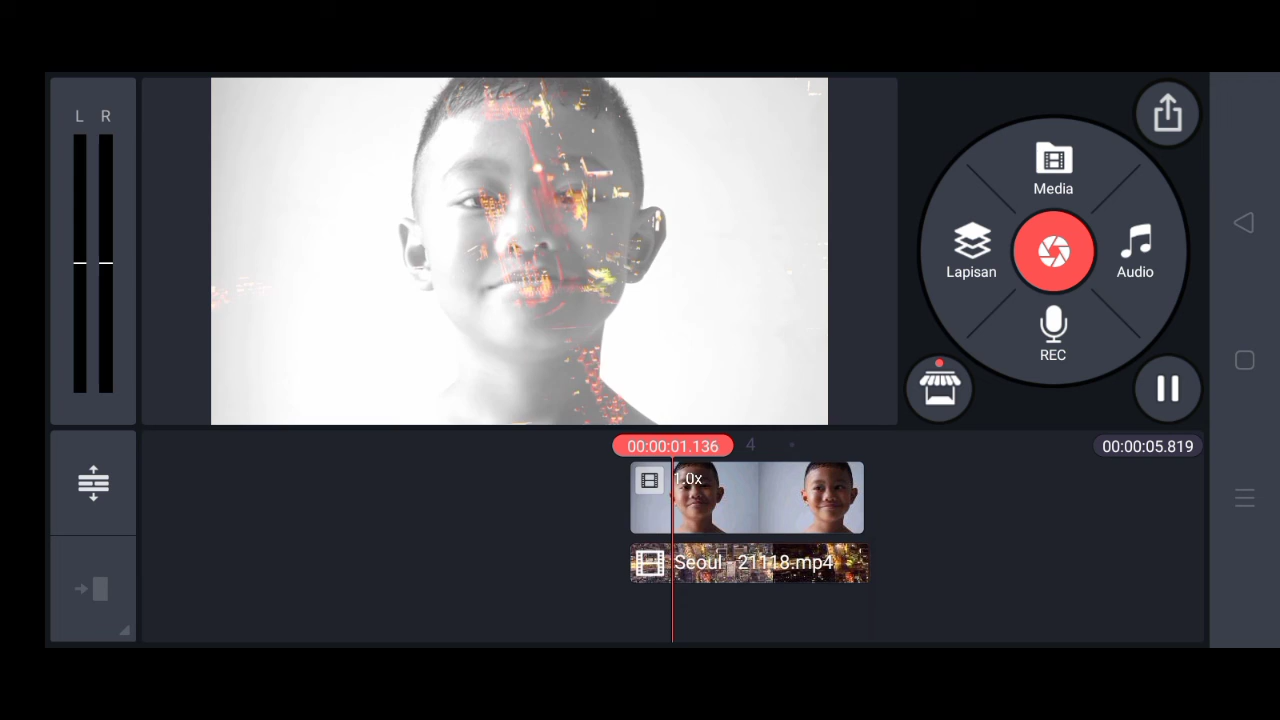 L R
Media
Lapisan
Audio
REC
00:00:01.136
4
00:00:05.819
1.0x
Seoul - 21118.mp4